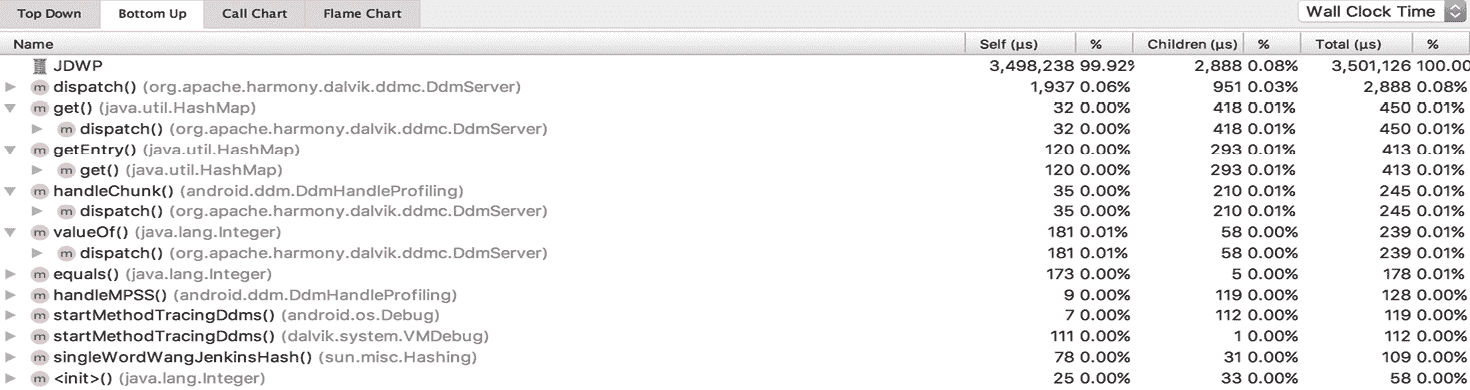 Top Down Bottom Up Call Chart Flame Chart Wall Clock Time
Name Self (µs) % Children (µs) % Total (µs) %
JDWP 3,498,238 99.92% 2,888 0.08% 3,501,126 100.00
m dispatch() (org.apache.harmony.dalvik.ddmc.DdmServer) 1,937 0.06% 951 0.03% 2,888 0.08%
m get() (java.util.HashMap) 32 0.00% 418 0.01% 450 0.01%
m dispatch() (org.apache.harmony.dalvik.ddmc.DdmServer) 32 0.00% 418 0.01% 450 0.01%
m getEntry() (java.util.HashMap) 120 0.00% 293 0.01% 413 0.01%
m get() (java.util.HashMap) 120 0.00% 293 0.01% 413 0.01%
m handleChunk() (android.ddm.DdmHandleProfiling) 35 0.00% 210 0.01% 245 0.01%
m dispatch() (org.apache.harmony.dalvik.ddmc.DdmServer) 35 0.00% 210 0.01% 245 0.01%
m valueOf() (java.lang.Integer) 181 0.01% 58 0.00% 239 0.01%
m dispatch() (org.apache.harmony.dalvik.ddmc.DdmServer) 181 0.01% 58 0.00% 239 0.01%
m equals() (java.lang.Integer) 173 0.00% 5 0.00% 178 0.01%
m handleMPSS() (android.ddm.DdmHandleProfiling) 9 0.00% 119 0.00% 128 0.00%
m startMethodTracingDdms() (android.os.Debug) 7 0.00% 112 0.00% 119 0.00%
m startMethodTracingDdms() (dalvik.system.VMDebug) 111 0.00% 1 0.00% 112 0.00%
m singleWordWangJenkinsHash() (sun.misc.Hashing) 78 0.00% 31 0.00% 109 0.00%
m <init>() (java.lang.Integer) 25 0.00% 33 0.00% 58 0.00%